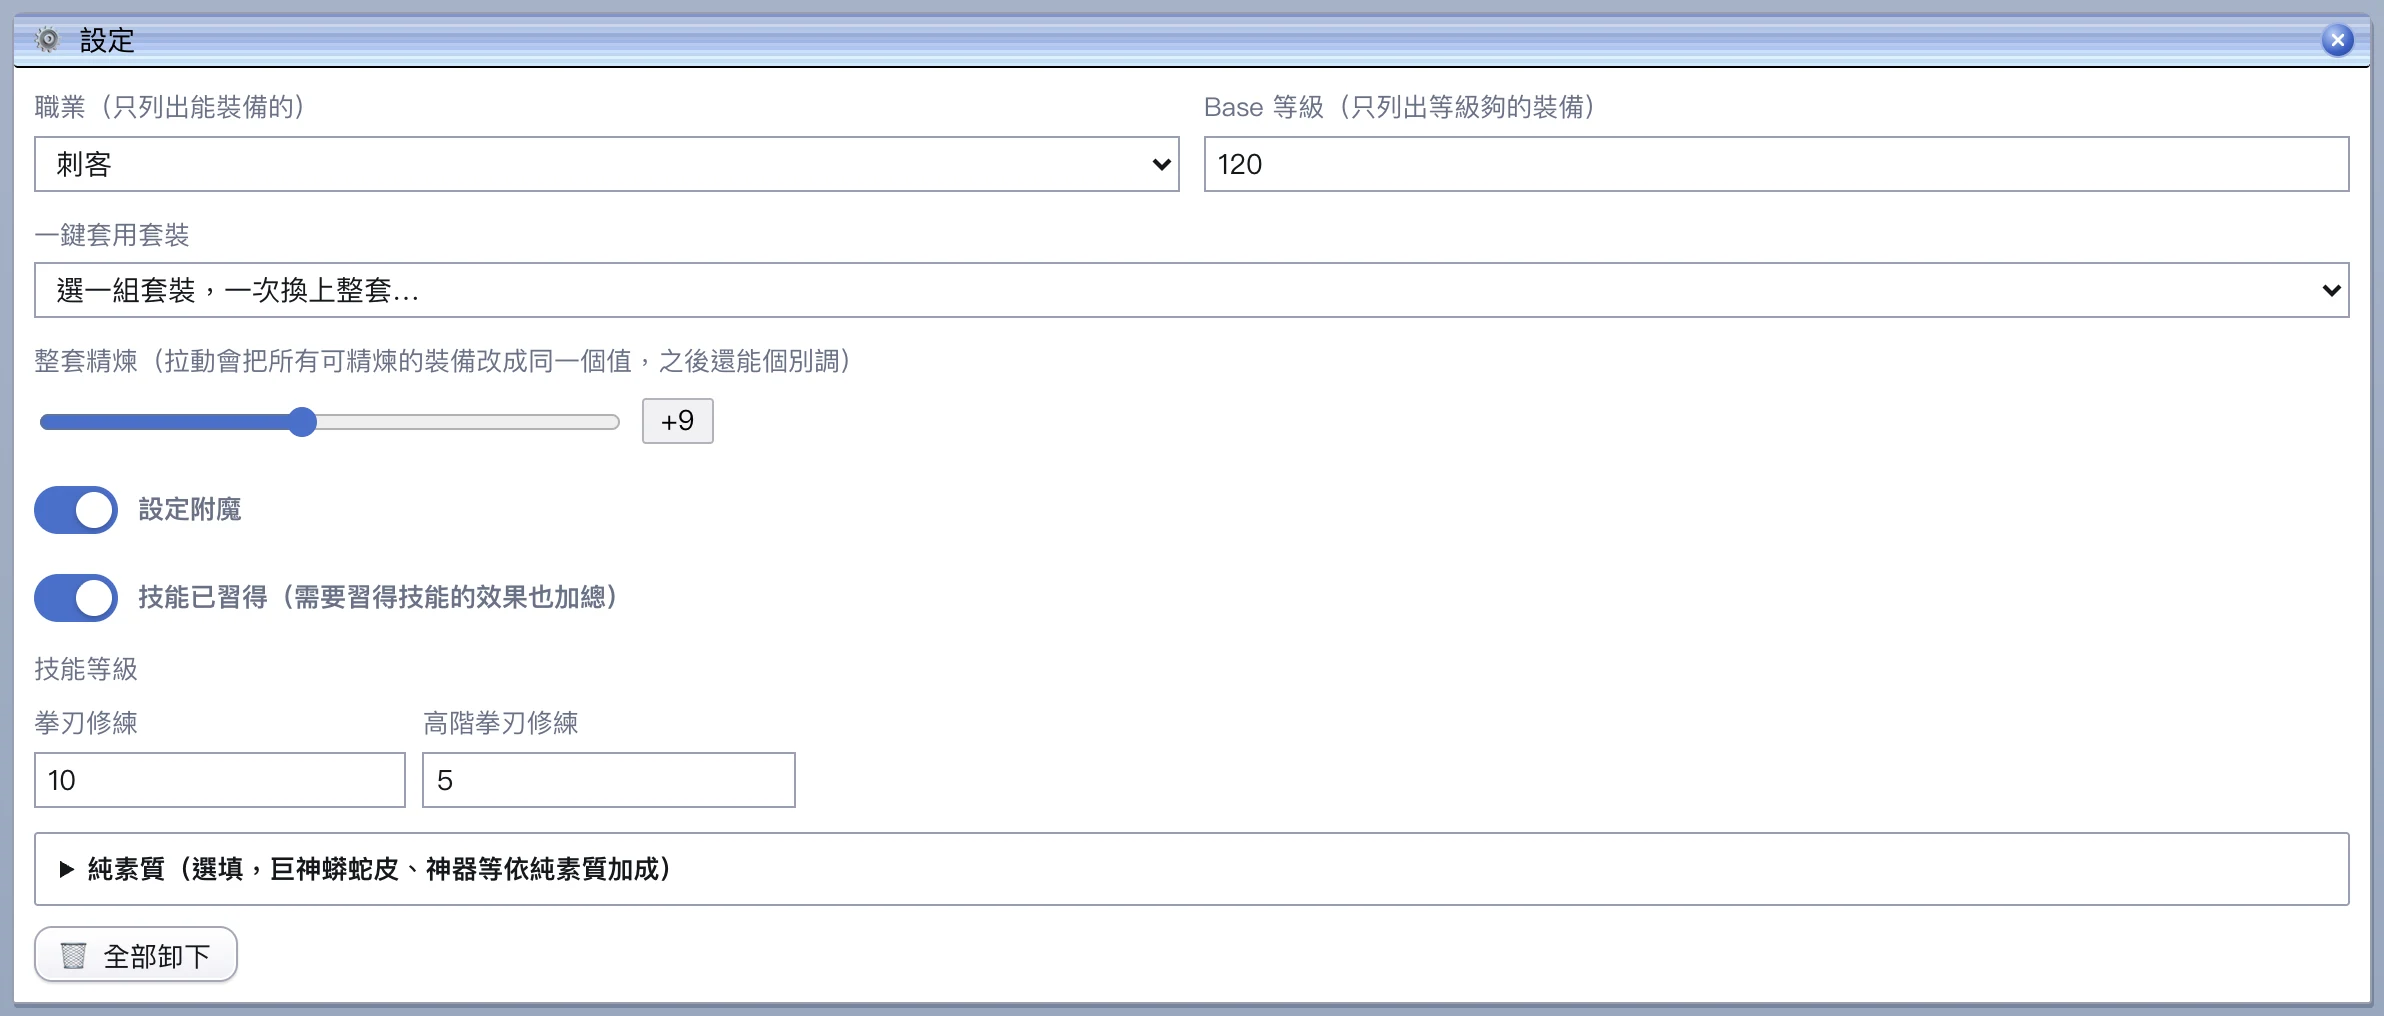 設定
職業（只列出能裝備的）
Base 等級（只列出等級夠的裝備）
刺客
120
一鍵套用套裝
選一組套裝，一次換上整套…
整套精煉（拉動會把所有可精煉的裝備改成同一個值，之後還能個別調）
+9
設定附魔
技能已習得（需要習得技能的效果也加總）
技能等級
拳刃修練
高階拳刃修練
10
5
純素質（選填，巨神蟒蛇皮、神器等依純素質加成）
全部卸下